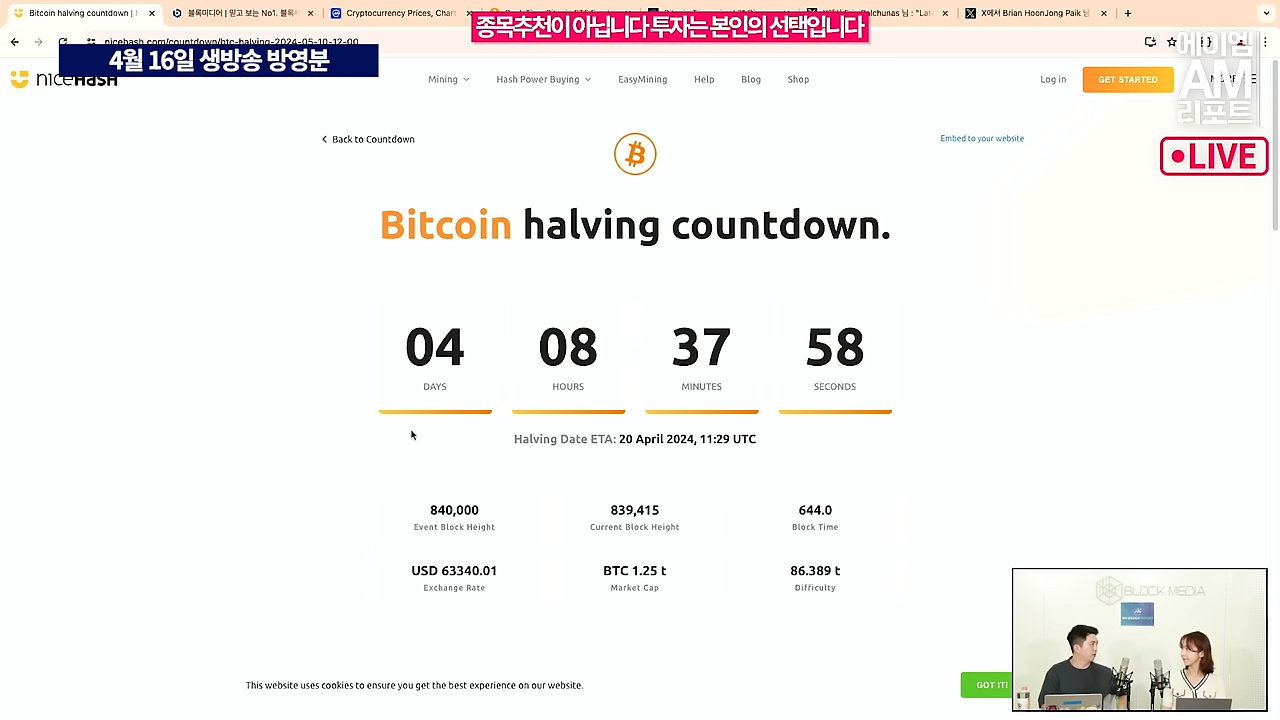 Bitcoin halving countdown |
블록미디어 | 믿고 보는 No1. 블록
Cryptocurrency Prices, Chart
X에서 Brian HoonJong Paik 님 :
종목추천이 아닙니다 투자는 본인의 선택입니다
nicehash.com/countdown/btc-halving-2024-05-10-12-00
4월 16일 생방송 방영분
에이임
AM
리포트
LIVE
niceHasH
Mining
Hash Power Buying
EasyMining
Help
Blog
Shop
Log in
GET STARTED
Back to Countdown
Embed to your website
Bitcoin halving countdown.
04 08 37 58
DAYS HOURS MINUTES SECONDS
Halving Date ETA: 20 April 2024, 11:29 UTC
840,000 839,415 644.0
Event Block Height Current Block Height Block Time
USD 63340.01 BTC 1.25 t 86.389 t
Exchange Rate Market Cap Difficulty
BLOCK MEDIA
This website uses cookies to ensure you get the best experience on our website.
GOT IT!